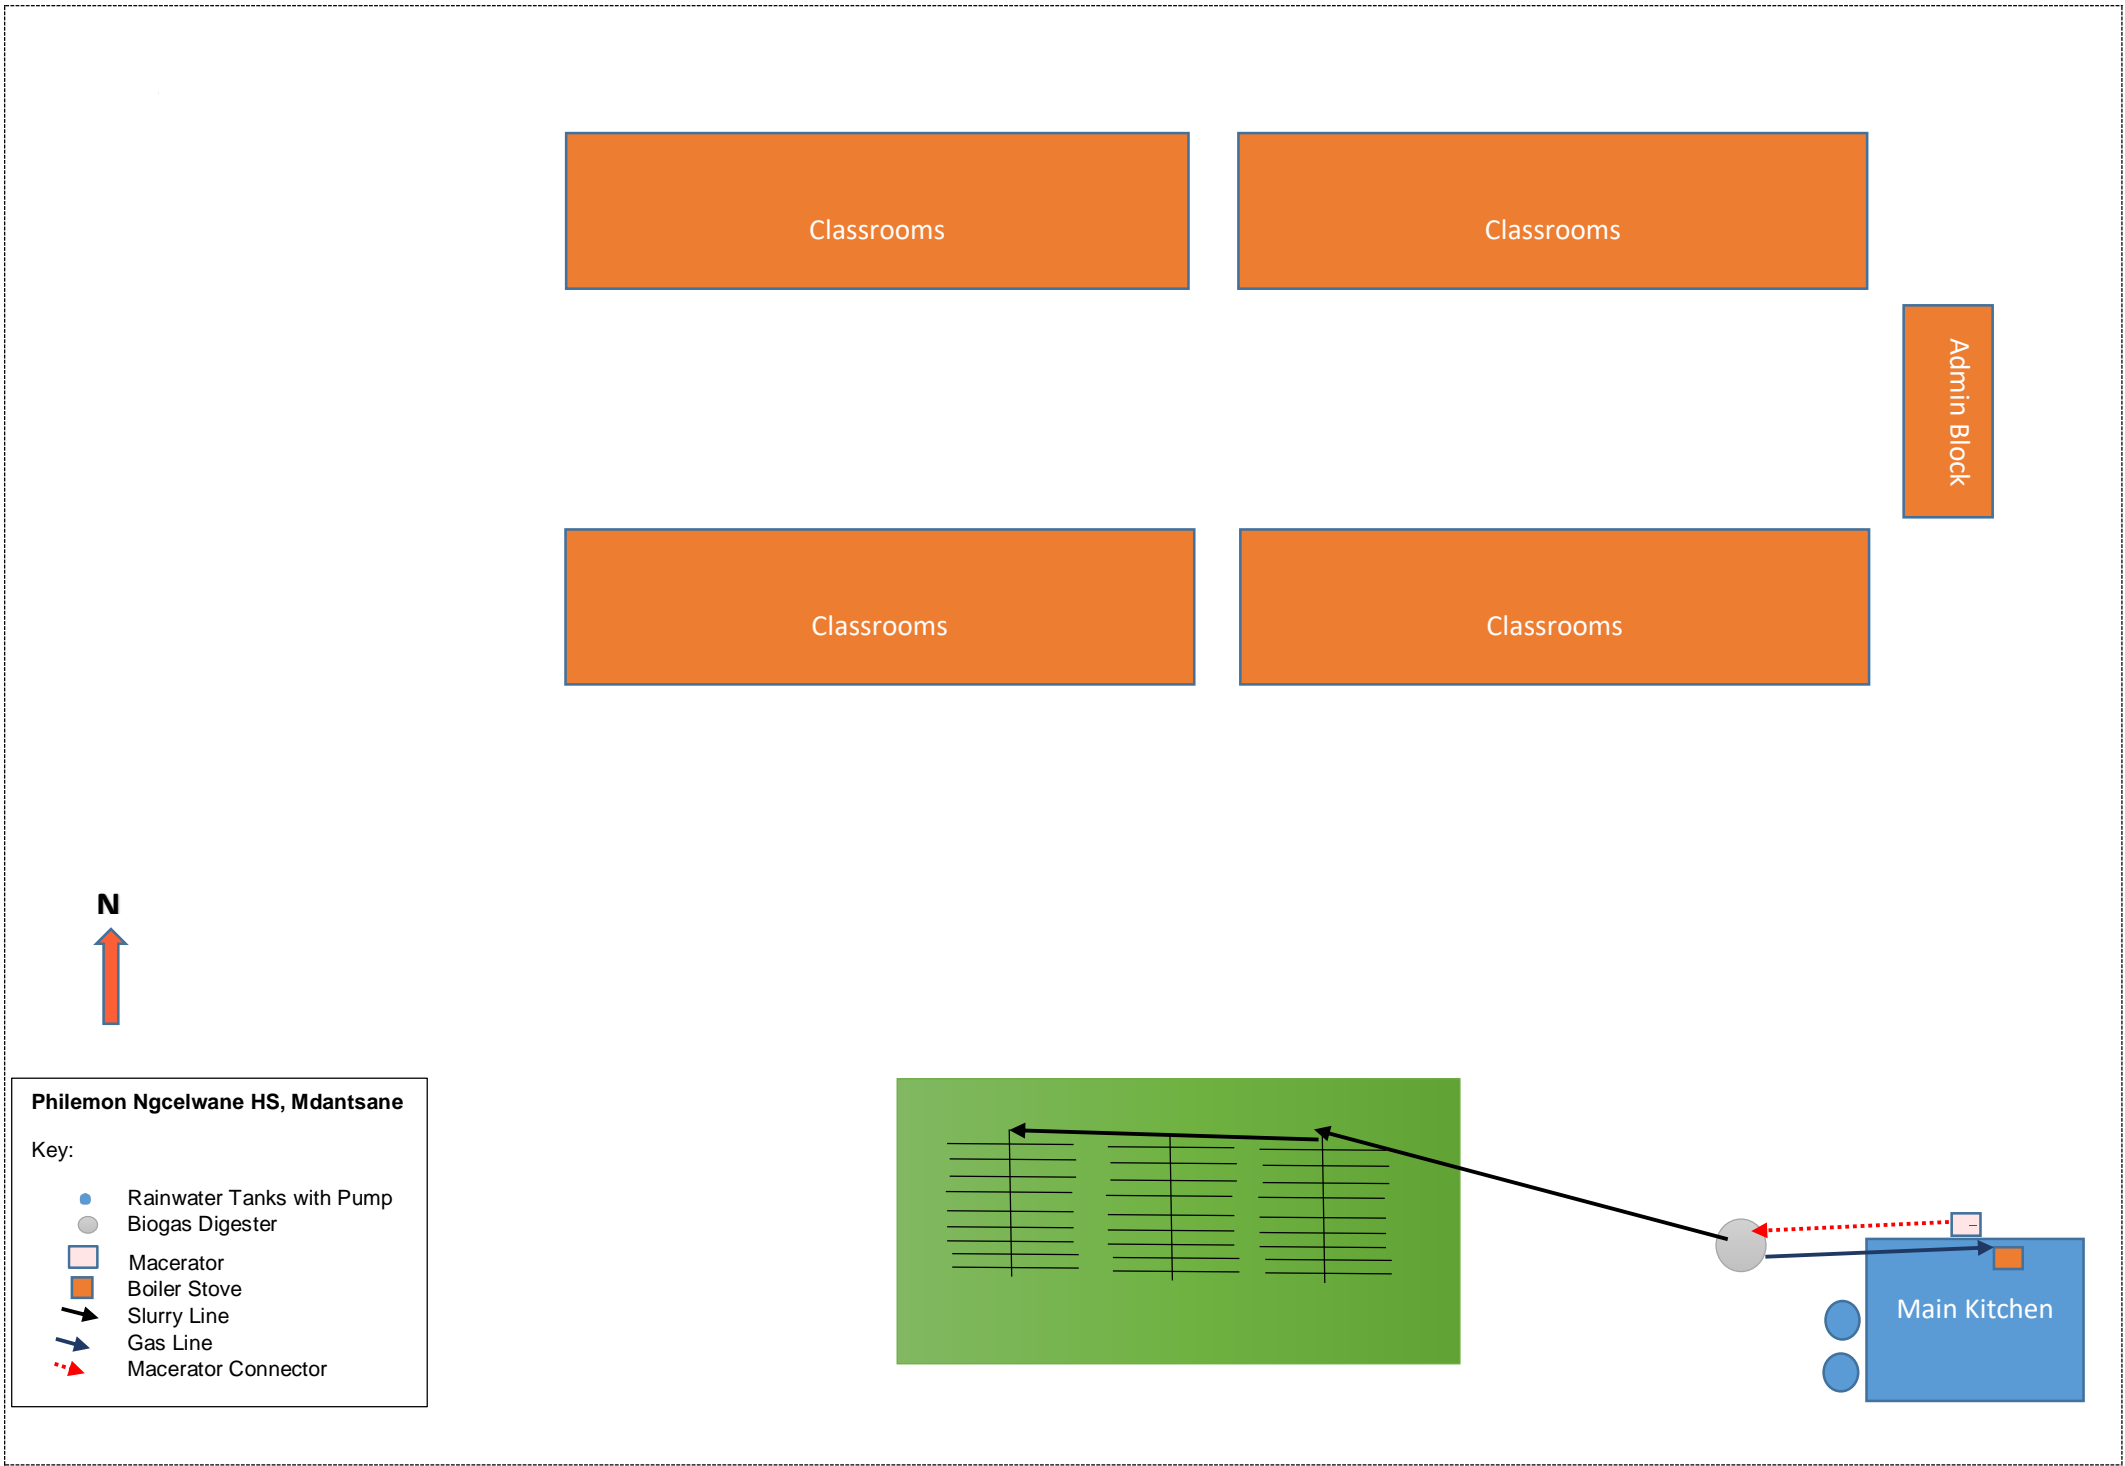 Classrooms
Classrooms
Admin Block
Classrooms
Classrooms
N
Philemon Ngcelwane HS, Mdantsane
Key:
Rainwater Tanks with Pump
Biogas Digester
Macerator
Boiler Stove
Slurry Line
Gas Line
Macerator Connector
Main Kitchen